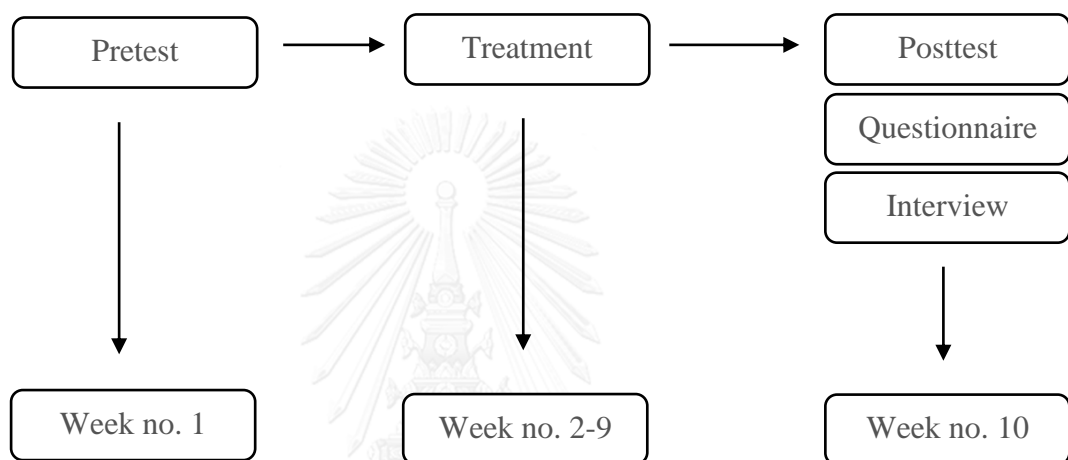 Pretest
Treatment
Posttest
Questionnaire
Interview
Week no. 1
Week no. 2-9
Week no. 10